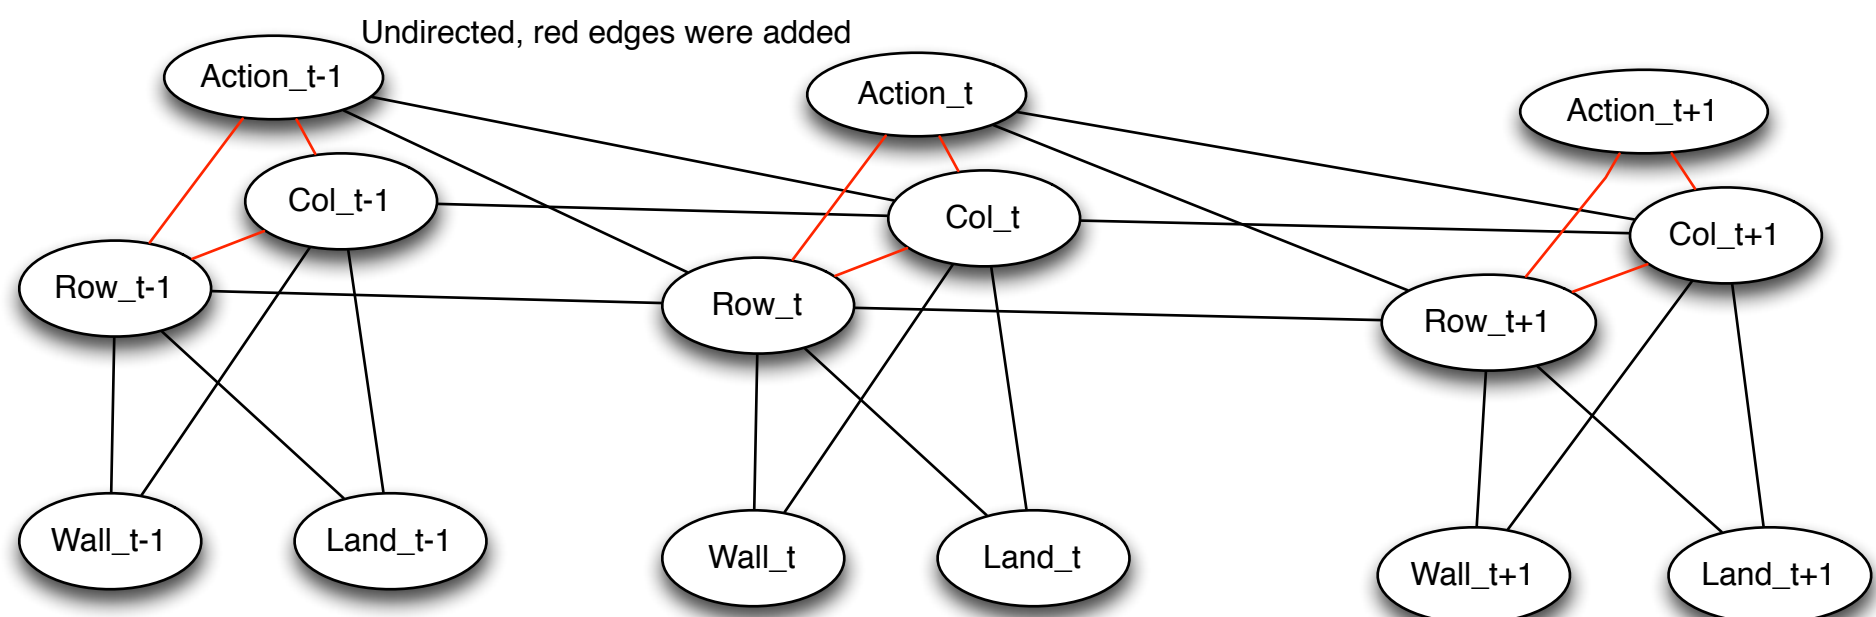 Undirected, red edges were added
Action_t-1
Action_t
Action_t+1
Col_t-1
Col_t
Col_t+1
Row_t-1
Row_t
Row_t+1
Wall_t-1
Land_t-1
Wall_t
Land_t
Wall_t+1
Land_t+1